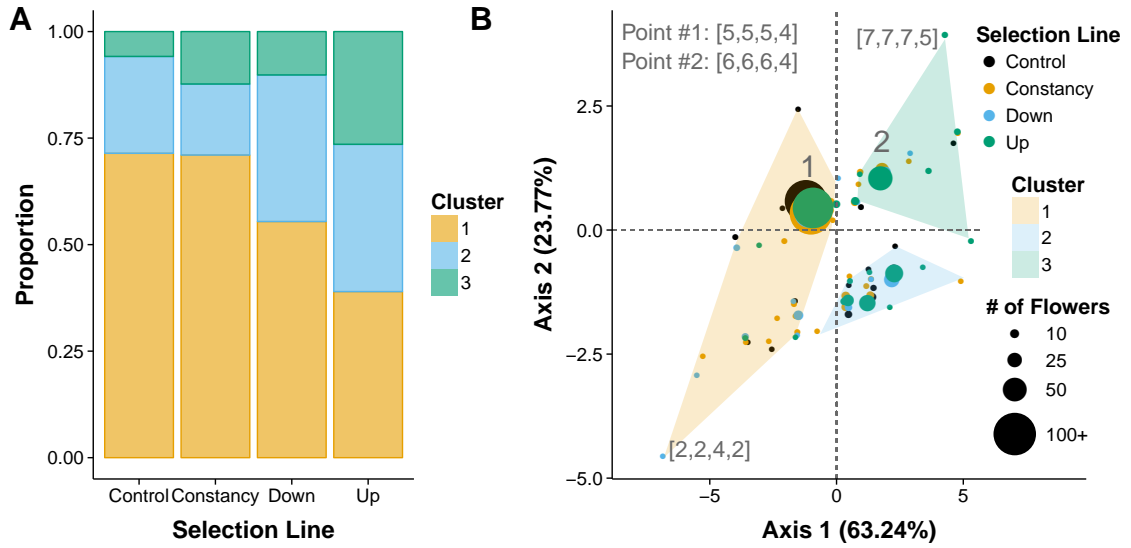 A
1.00
0.75
0.50
0.25
0.00
Proportion
Control Constancy Down Up
Selection Line
Cluster
1
2
3
B
Point #1: [5,5,5,4]
Point #2: [6,6,6,4]
[7,7,7,5]
1
2
[2,2,4,2]
2.5
0.0
−2.5
−5.0
Axis 2 (23.77%)
−5 0 5
Axis 1 (63.24%)
Selection Line
Control
Constancy
Down
Up
Cluster
1
2
3
# of Flowers
10
25
50
100+